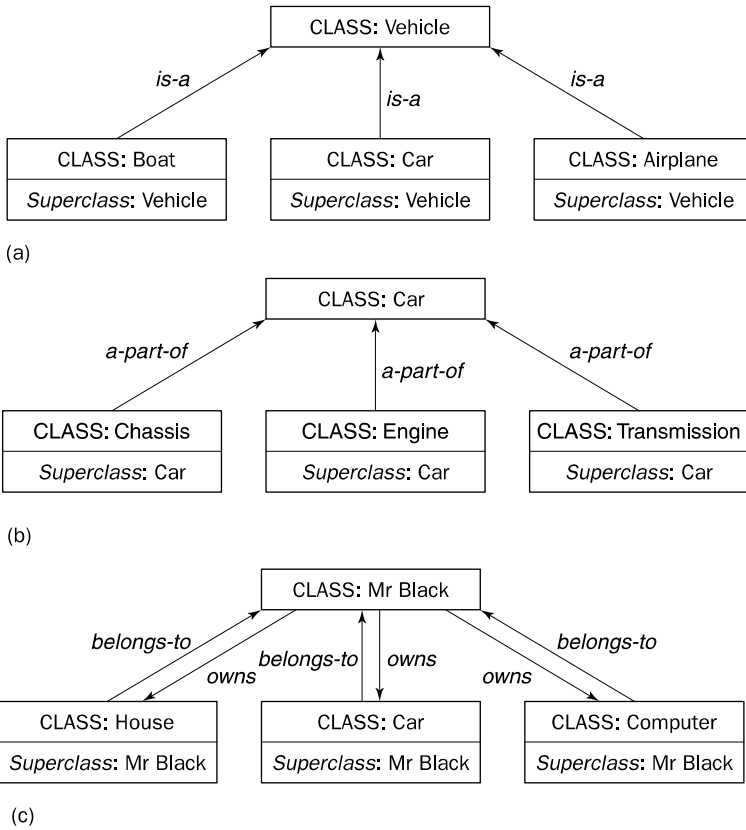 CLASS: Vehicle
is-a
is-a
is-a
CLASS: Boat
CLASS: Car
CLASS: Airplane
Superclass: Vehicle
Superclass: Vehicle
Superclass: Vehicle
(a)
CLASS: Car
a-part-of
a-part-of
a-part-of
CLASS: Chassis
CLASS: Engine
CLASS: Transmission
Superclass: Car
Superclass: Car
Superclass: Car
(b)
CLASS: Mr Black
belongs-to
owns
belongs-to
owns
owns
belongs-to
CLASS: House
CLASS: Car
CLASS: Computer
Superclass: Mr Black
Superclass: Mr Black
Superclass: Mr Black
(c)